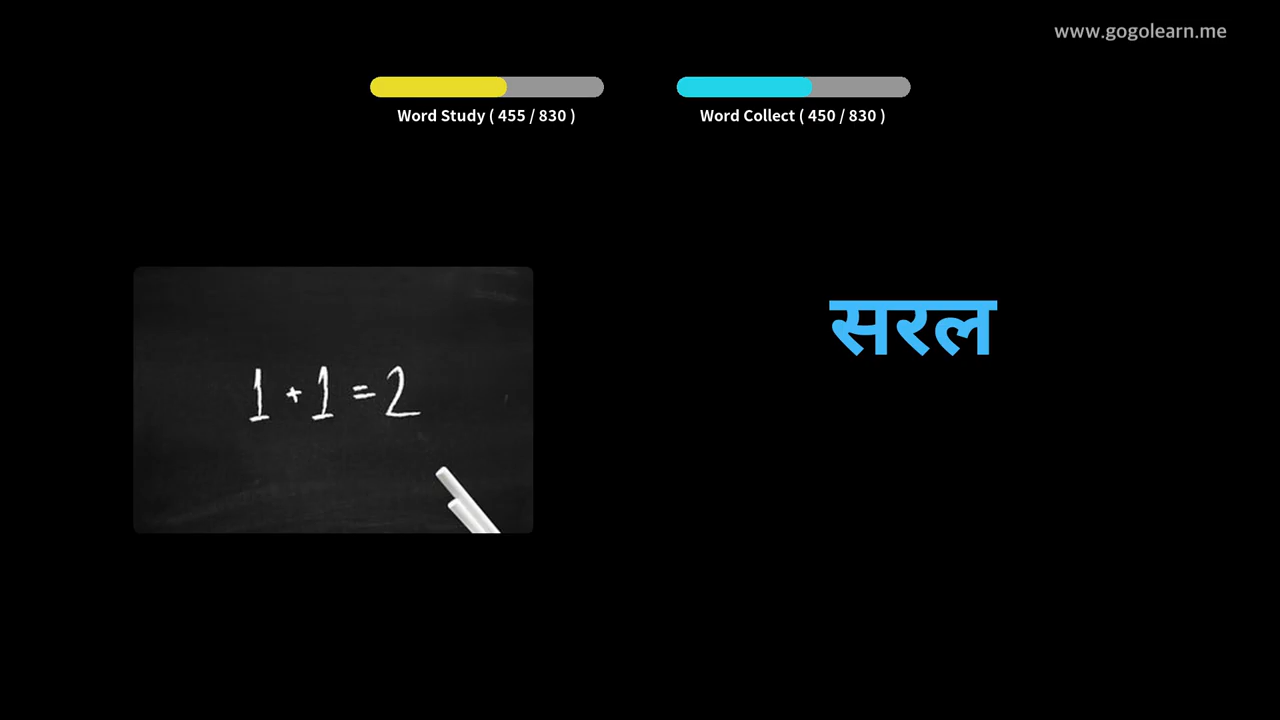 www.gogolearn.me
Word Study ( 455 / 830 )
Word Collect ( 450 / 830 )
सरल
1 + 1 = 2